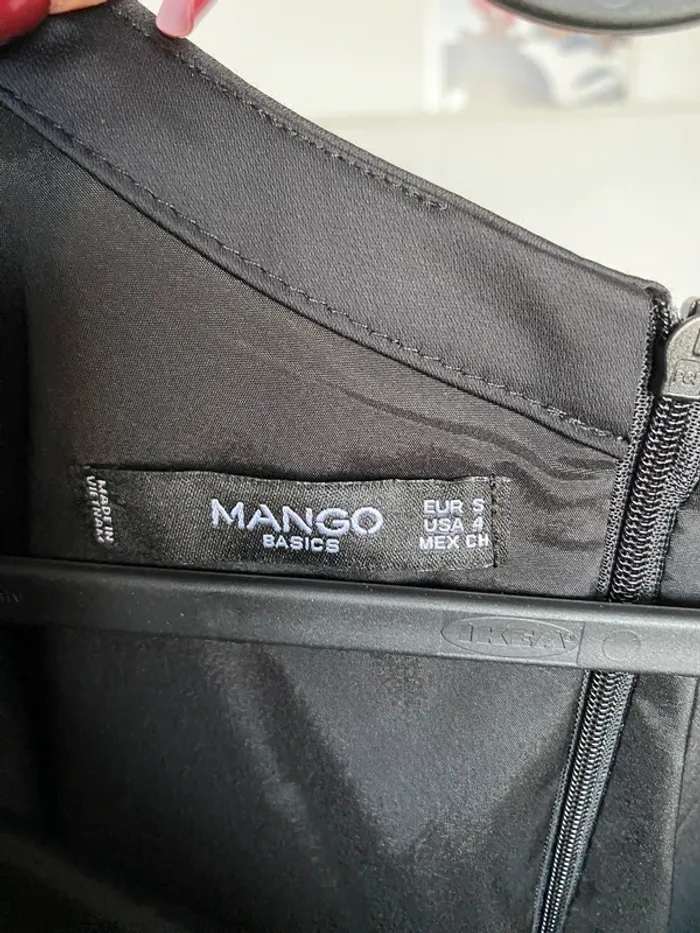 MADE IN
VIETNAM
MANGO
BASICS
EUR S
USA 4
MEX CH
IKEA